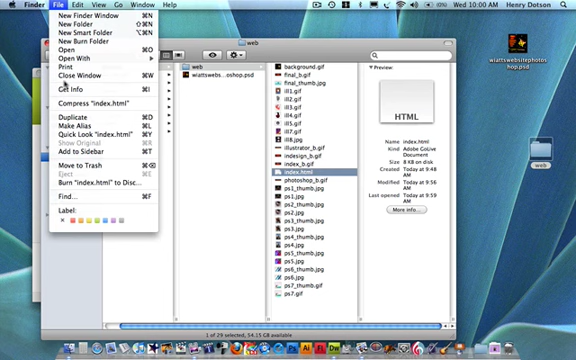 Finder File Edit View Go Window Help Wed 10:00 AM Henry Dotson
New Finder Window ⌘N
New Folder ⇧⌘N
New Smart Folder ⌥⌘N
New Burn Folder
Open ⌘O
Open With
Print
Close Window ⌘W
Get Info ⌘I
Compress "index.html"
Duplicate ⌘D
Make Alias ⌘L
Quick Look "index.html" ⌘Y
Show Original ⌘R
Add to Sidebar ⌘T
Move to Trash ⌘⌫
Eject ⌘E
Burn "index.html" to Disc...
Find... ⌘F
Label:
web
web
wiattswebsitephotoshop.psd
background.gif
final_b.gif
final_thumb.jpg
ill1.gif
ill2.gif
ill3.gif
ill4.gif
ill5.gif
ill7.gif
ill8.jpg
illustrator_b.gif
indesign_b.gif
index_b.gif
index.html
photoshop_b.gif
ps1_thumb.jpg
ps1.jpg
ps2_thumb.jpg
ps2.jpg
ps3_thumb.jpg
ps3.jpg
ps4_thumb.jpg
ps4.jpg
ps5_thumb.jpg
ps5.jpg
ps6_thumb.jpg
ps6.jpg
ps7_thumb.gif
ps7.gif
Preview:
HTML
Name index.html
Kind Adobe GoLive
Document
Size 8 KB on disk
Created Today at 9:48
AM
Modified Today at 9:56
AM
Last opened Today at 9:59
AM
More info...
1 of 29 selected, 54.15 GB available
wiattswebsitephotos
hop.psd
web